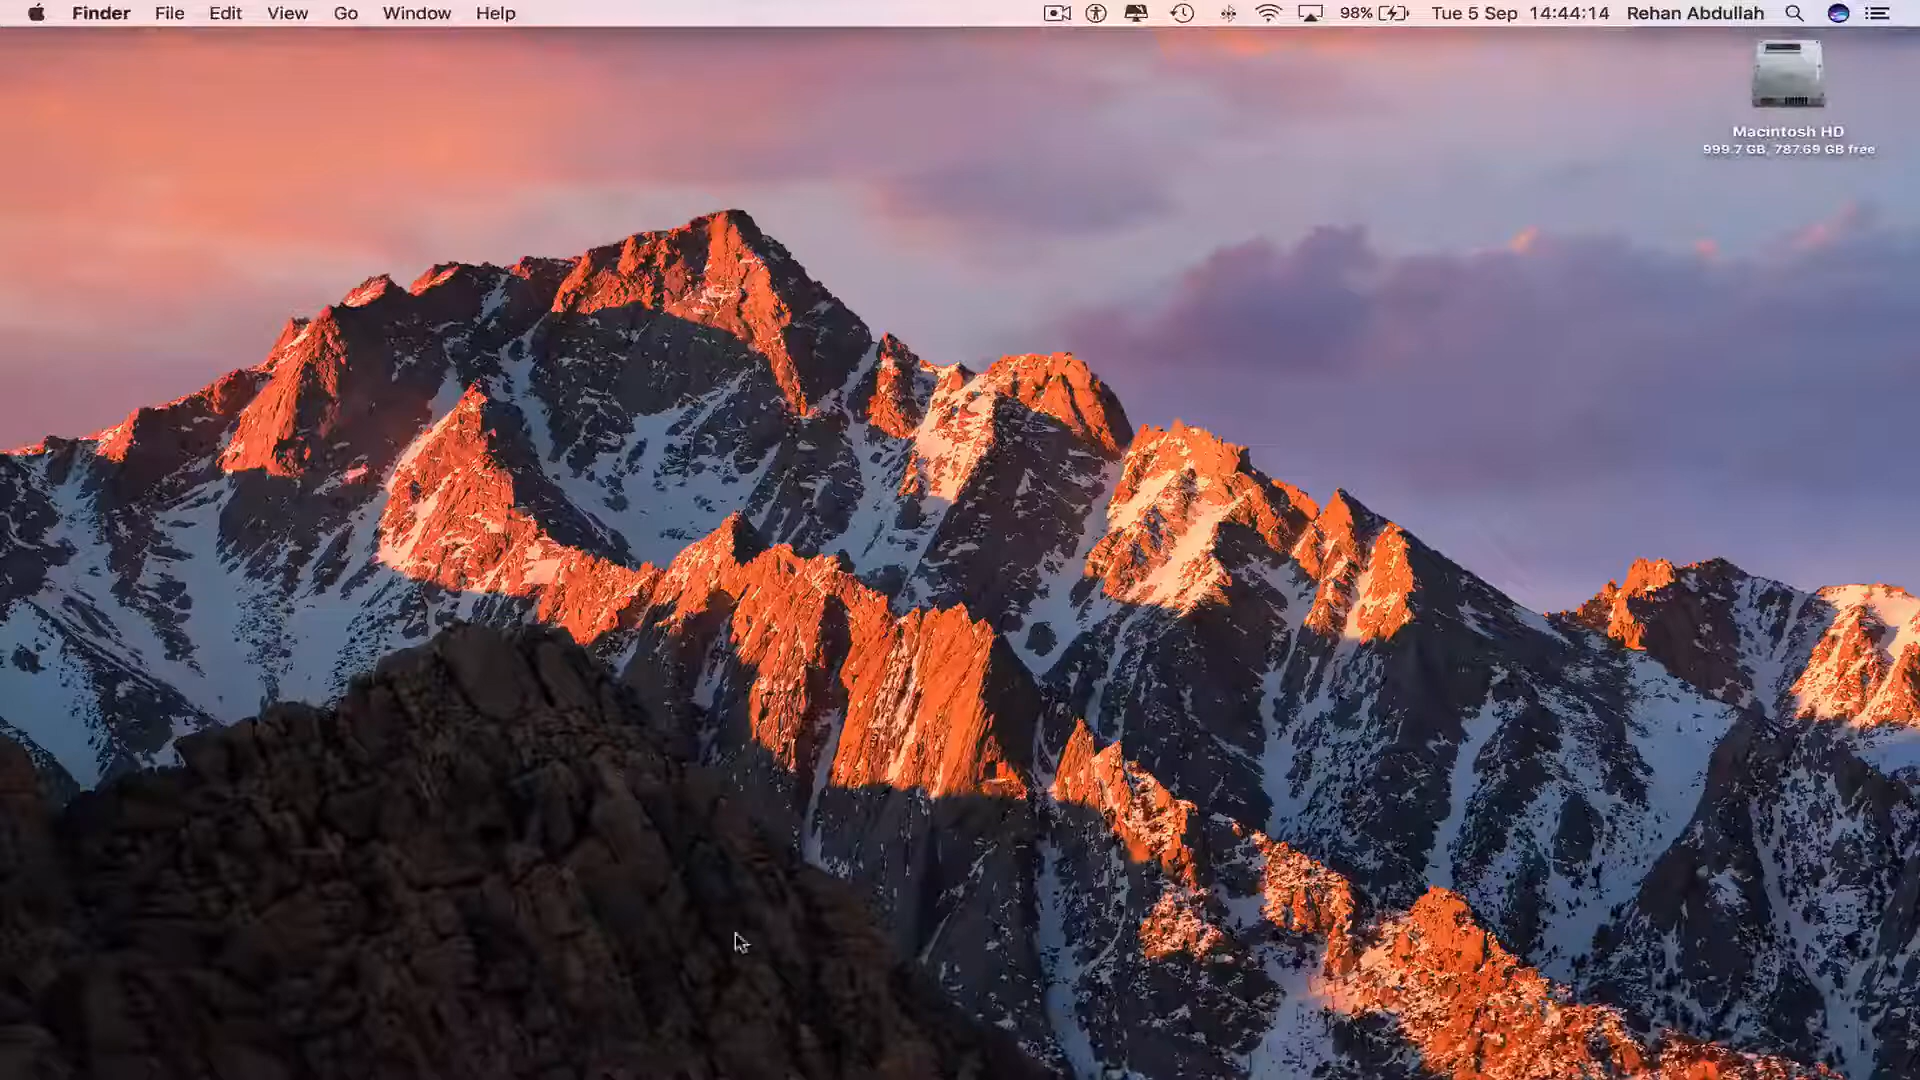 Finder File Edit View Go Window Help 98% Tue 5 Sep 14:44:14 Rehan Abdullah
Macintosh HD
999.7 GB, 787.69 GB free